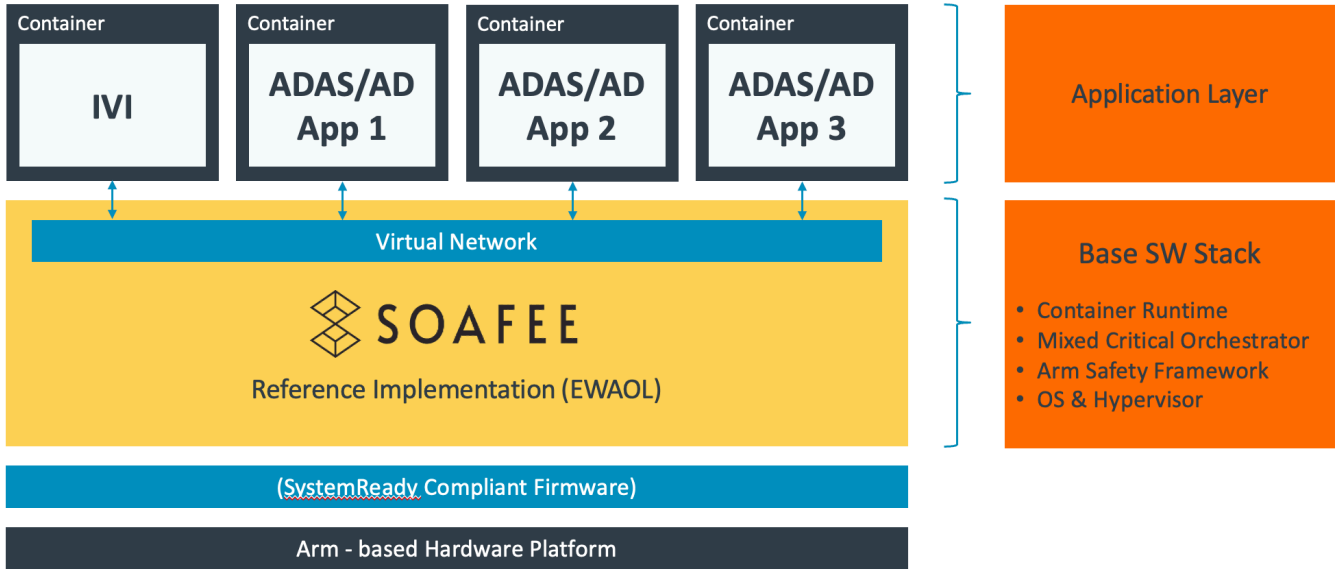 Container
Container
Container
Container
IVI
ADAS/AD
App 1
ADAS/AD
App 2
ADAS/AD
App 3
Application Layer
Virtual Network
SOAFEE
Reference Implementation (EWAOL)
Base SW Stack
• Container Runtime
• Mixed Critical Orchestrator
• Arm Safety Framework
• OS & Hypervisor
(SystemReady Compliant Firmware)
Arm - based Hardware Platform